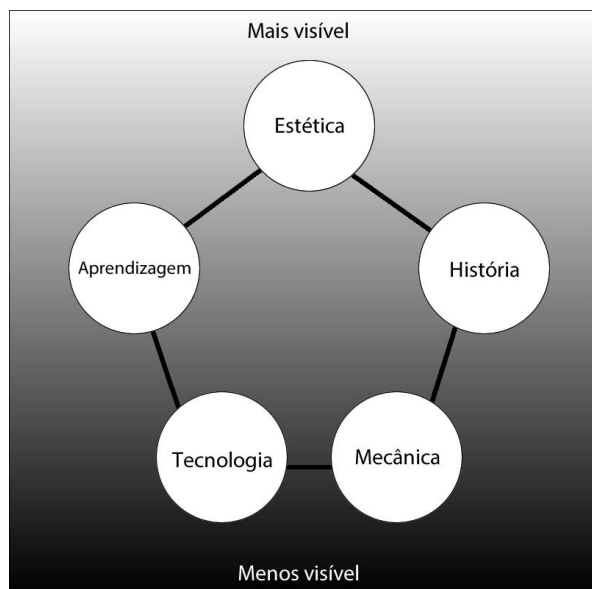 Mais visível
Estética
Aprendizagem
História
Tecnologia
Mecânica
Menos visível